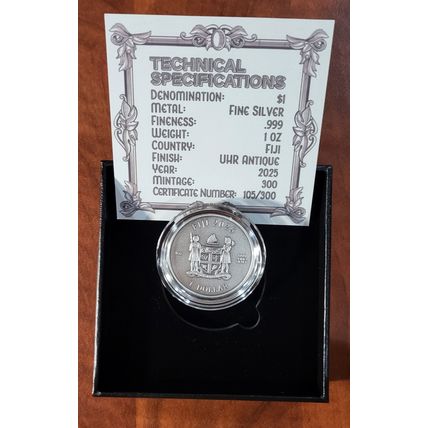 TECHNICAL
SPECIFICATIONS
DENOMINATION: $1
METAL: FINE SILVER
FINENESS: .999
WEIGHT: 1 OZ
COUNTRY: FIJI
FINISH: UHR ANTIQUE
YEAR: 2025
MINTAGE: 300
CERTIFICATE NUMBER: 105/300
FIJI
1 DOLLAR